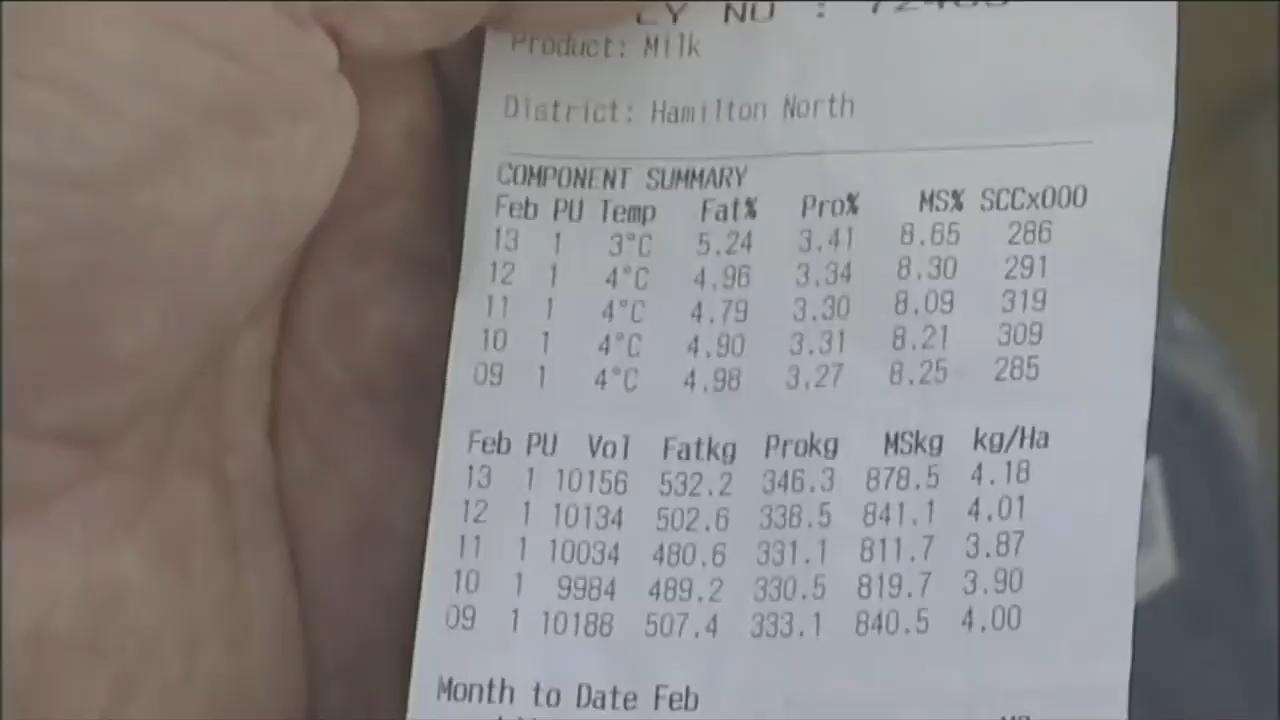 LY NO :
Product: Milk
District: Hamilton North
COMPONENT SUMMARY
Feb PU Temp Fat% Pro% MS% SCCx000
13 1 3°C 5.24 3.41 8.65 286
12 1 4°C 4.96 3.34 8.30 291
11 1 4°C 4.79 3.30 8.09 319
10 1 4°C 4.90 3.31 8.21 309
09 1 4°C 4.98 3.27 8.25 285
Feb PU Vol Fatkg Prokg MSkg kg/Ha
13 1 10156 532.2 346.3 878.5 4.18
12 1 10134 502.6 338.5 841.1 4.01
11 1 10034 480.6 331.1 811.7 3.87
10 1 9984 489.2 330.5 819.7 3.90
09 1 10188 507.4 333.1 840.5 4.00
Month to Date Feb